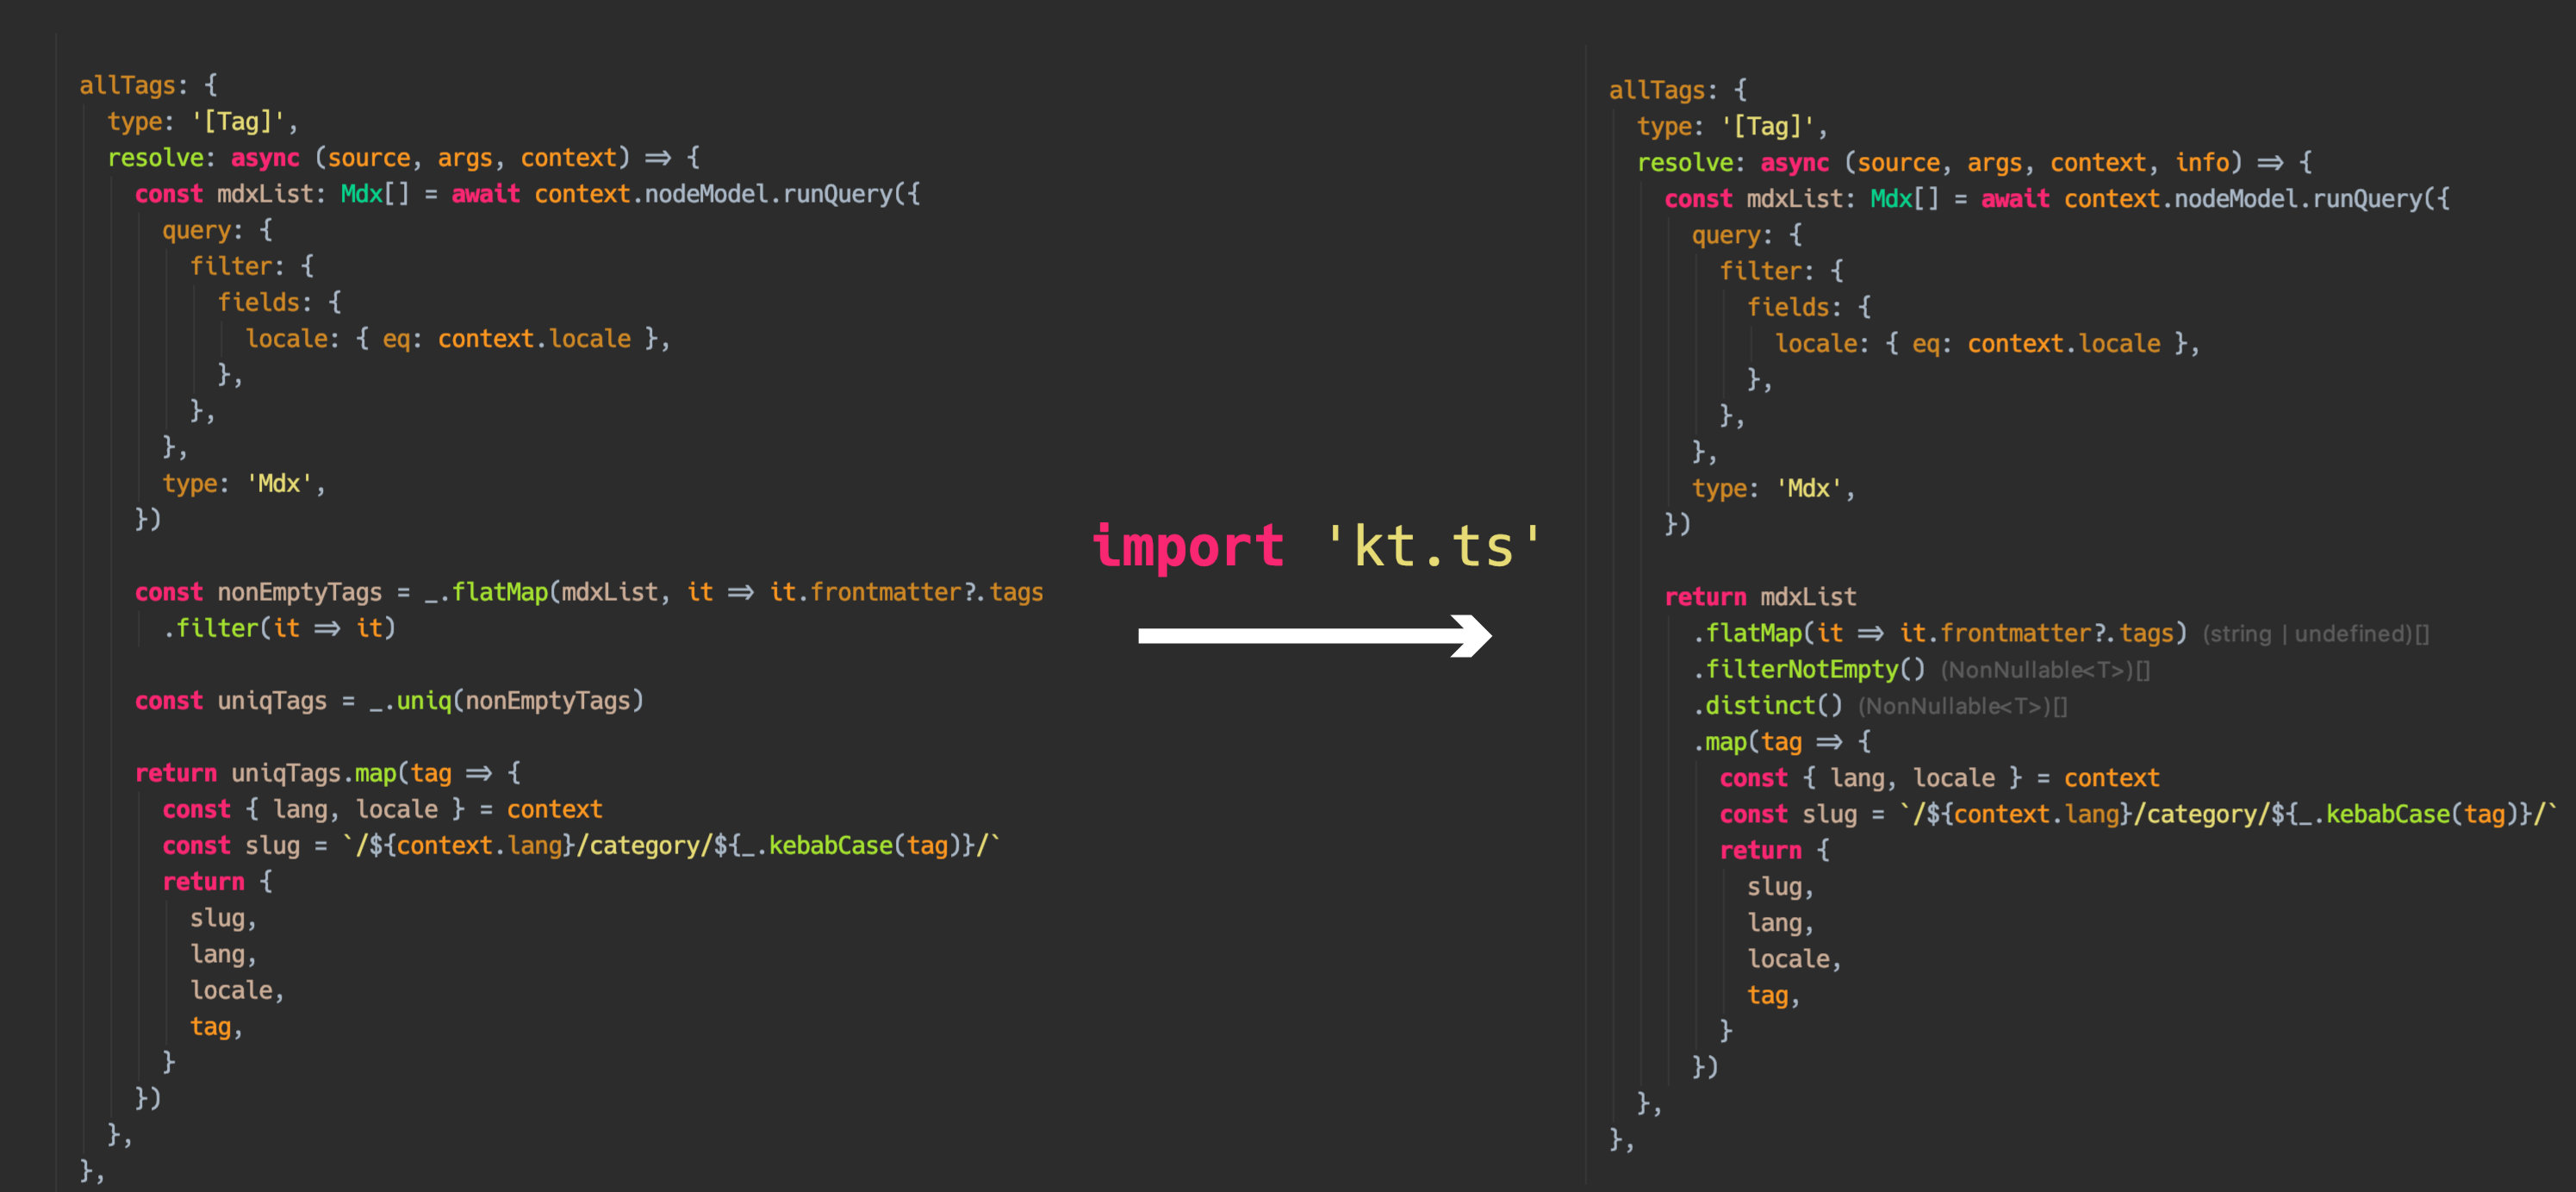 allTags: {
type: '[Tag]',
resolve: async (source, args, context) => {
const mdxList: Mdx[] = await context.nodeModel.runQuery({
query: {
filter: {
fields: {
locale: { eq: context.locale },
},
},
},
type: 'Mdx',
})
const nonEmptyTags = _.flatMap(mdxList, it => it.frontmatter?.tags
.filter(it => it)
const uniqTags = _.uniq(nonEmptyTags)
return uniqTags.map(tag => {
const { lang, locale } = context
const slug = `/${context.lang}/category/${_.kebabCase(tag)}/`
return {
slug,
lang,
locale,
tag,
}
})
},
},
import 'kt.ts'
allTags: {
type: '[Tag]',
resolve: async (source, args, context, info) => {
const mdxList: Mdx[] = await context.nodeModel.runQuery({
query: {
filter: {
fields: {
locale: { eq: context.locale },
},
},
},
type: 'Mdx',
})
return mdxList
.flatMap(it => it.frontmatter?.tags) (string | undefined)[]
.filterNotEmpty() (NonNullable<T>)[]
.distinct() (NonNullable<T>)[]
.map(tag => {
const { lang, locale } = context
const slug = `/${context.lang}/category/${_.kebabCase(tag)}/`
return {
slug,
lang,
locale,
tag,
}
})
},
},